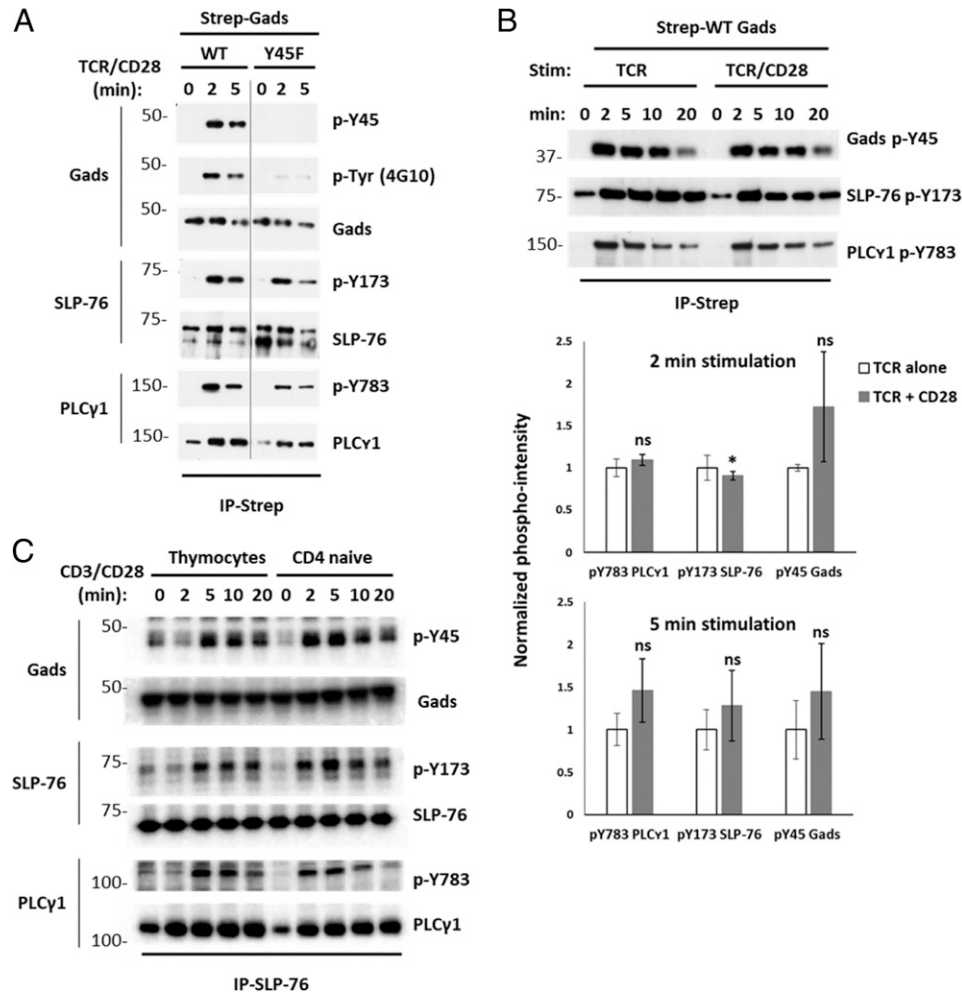 A
Strep-Gads
WT Y45F
TCR/CD28
(min): 0 2 5 0 2 5
50- p-Y45
50- p-Tyr (4G10)
Gads
50- Gads
75- p-Y173
SLP-76
75- SLP-76
150- p-Y783
PLCγ1
150- PLCγ1
IP-Strep
B
Strep-WT Gads
Stim: TCR TCR/CD28
min: 0 2 5 10 20 0 2 5 10 20
37- Gads p-Y45
75- SLP-76 p-Y173
150- PLCγ1 p-Y783
IP-Strep
Normalized phospho-intensity
2 min stimulation
TCR alone
TCR + CD28
2.5
2
1.5
1
0.5
0
ns * ns
pY783 PLCγ1 pY173 SLP-76 pY45 Gads
5 min stimulation
2.5
2
1.5
1
0.5
0
ns ns ns
pY783 PLCγ1 pY173 SLP-76 pY45 Gads
C
Thymocytes CD4 naive
CD3/CD28
(min): 0 2 5 10 20 0 2 5 10 20
50- p-Y45
Gads
50- Gads
75- p-Y173
SLP-76
75- SLP-76
100- p-Y783
PLCγ1
100- PLCγ1
IP-SLP-76